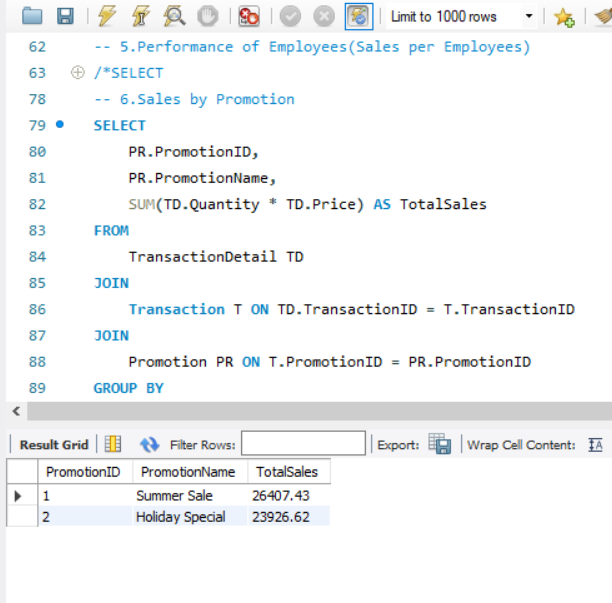 Limit to 1000 rows
62 -- 5.Performance of Employees(Sales per Employees)
63 /*SELECT
78 -- 6.Sales by Promotion
79 SELECT
80 PR.PromotionID,
81 PR.PromotionName,
82 SUM(TD.Quantity * TD.Price) AS TotalSales
83 FROM
84 TransactionDetail TD
85 JOIN
86 Transaction T ON TD.TransactionID = T.TransactionID
87 JOIN
88 Promotion PR ON T.PromotionID = PR.PromotionID
89 GROUP BY
Result Grid Filter Rows: Export: Wrap Cell Content: IA
PromotionID PromotionName TotalSales
1 Summer Sale 26407.43
2 Holiday Special 23926.62